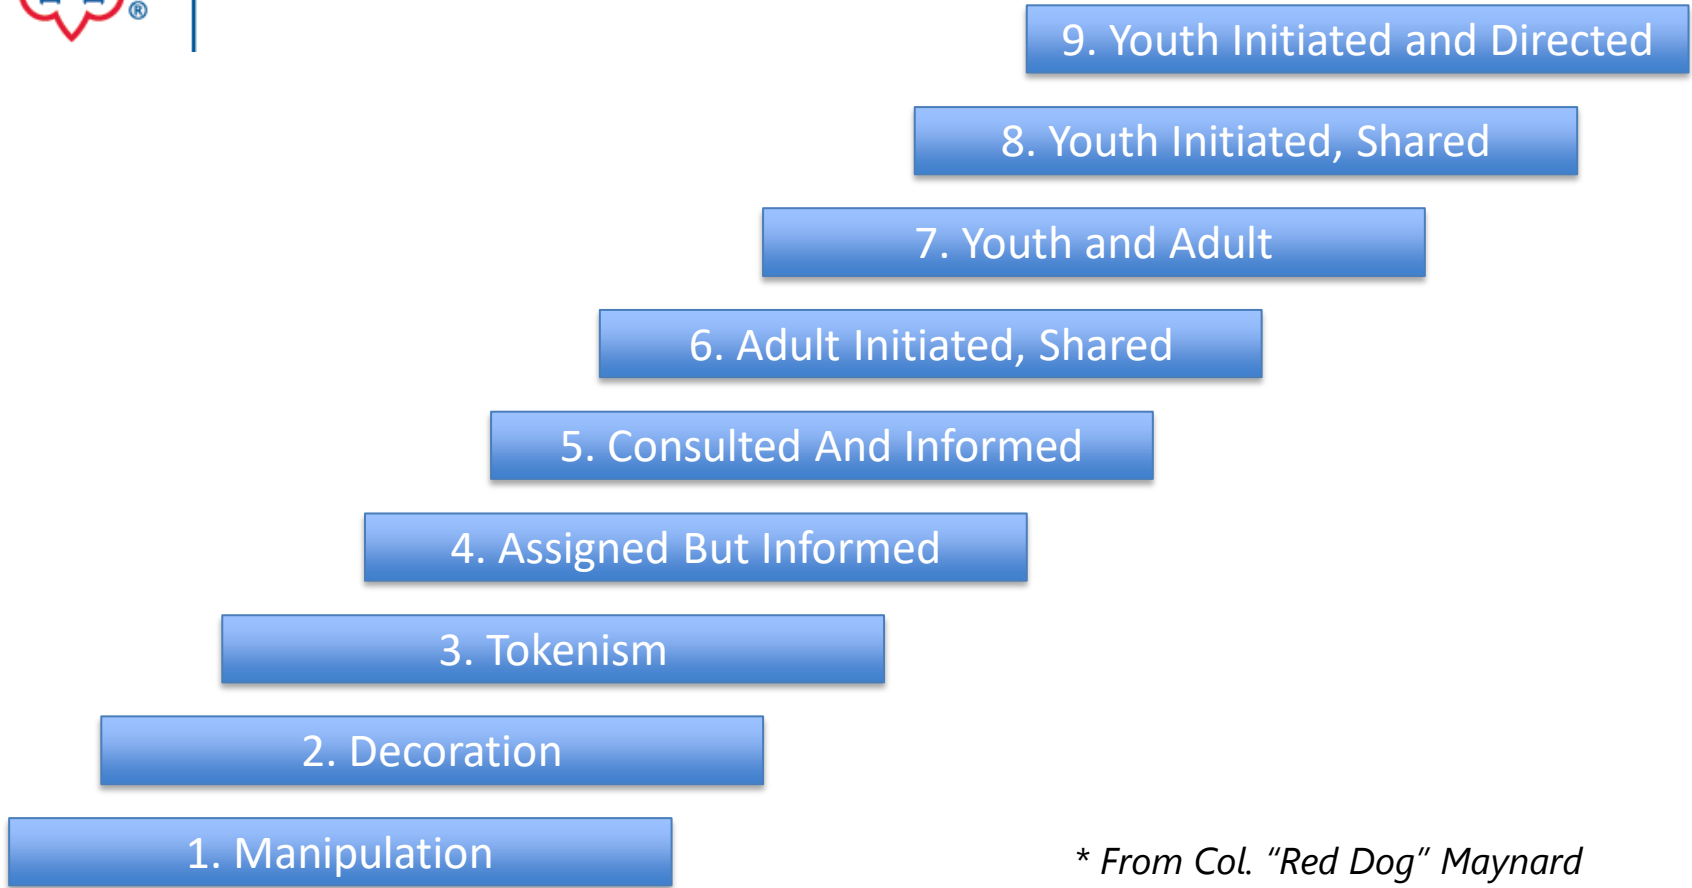 ®
9. Youth Initiated and Directed
8. Youth Initiated, Shared
7. Youth and Adult
6. Adult Initiated, Shared
5. Consulted And Informed
4. Assigned But Informed
3. Tokenism
2. Decoration
1. Manipulation
* From Col. “Red Dog” Maynard